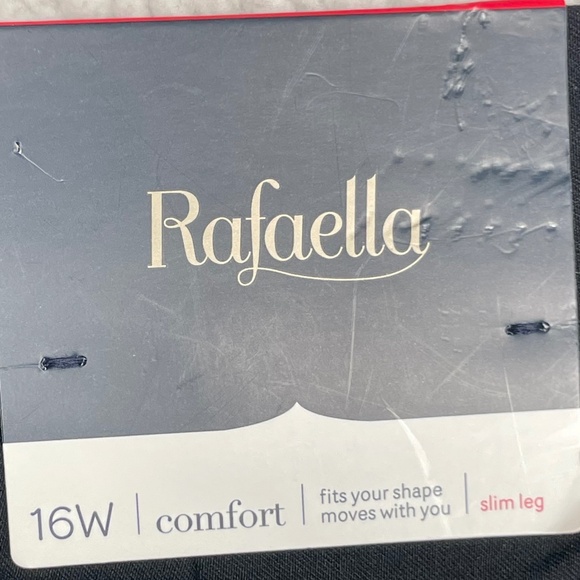 Rafaella
16W | comfort | fits your shape moves with you | slim leg